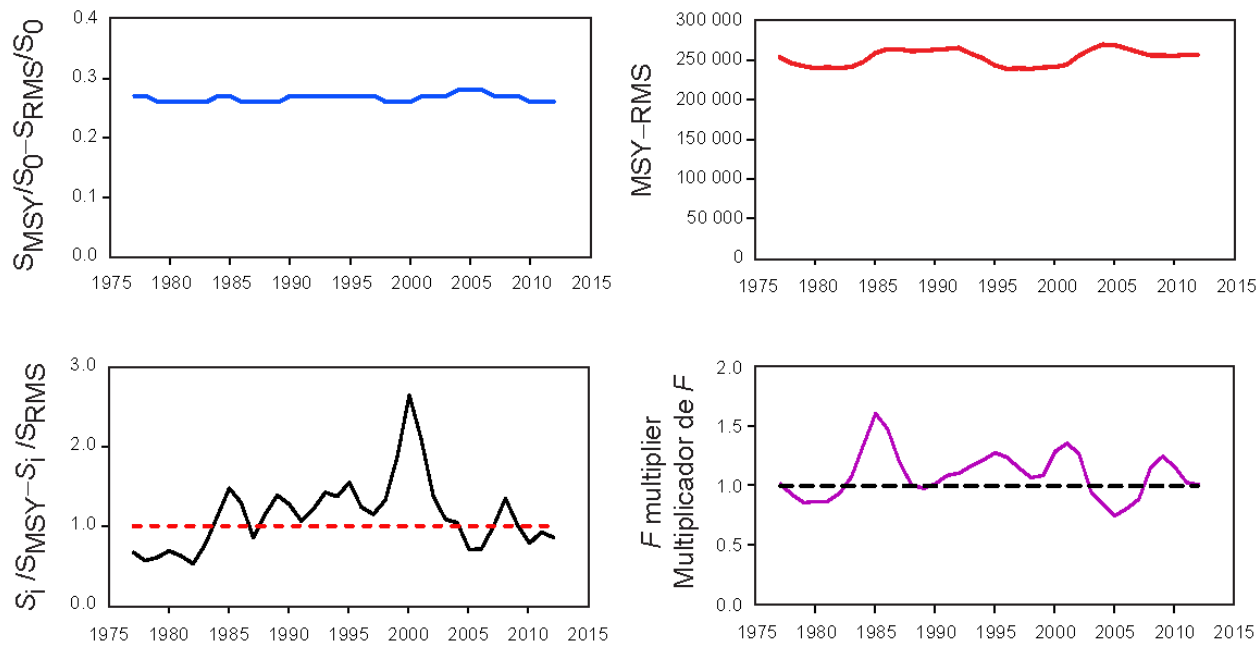 SMSY/S0–SRMS/S0
0.4
0.3
0.2
0.1
0.0
1975 1980 1985 1990 1995 2000 2005 2010 2015
MSY–RMS
300 000
250 000
200 000
150 000
100 000
50 000
0
1975 1980 1985 1990 1995 2000 2005 2010 2015
Si /SMSY–Si /SRMS
3.0
2.0
1.0
0.0
1975 1980 1985 1990 1995 2000 2005 2010 2015
F multiplier
Multiplicador de F
2.0
1.5
1.0
0.5
0.0
1975 1980 1985 1990 1995 2000 2005 2010 2015